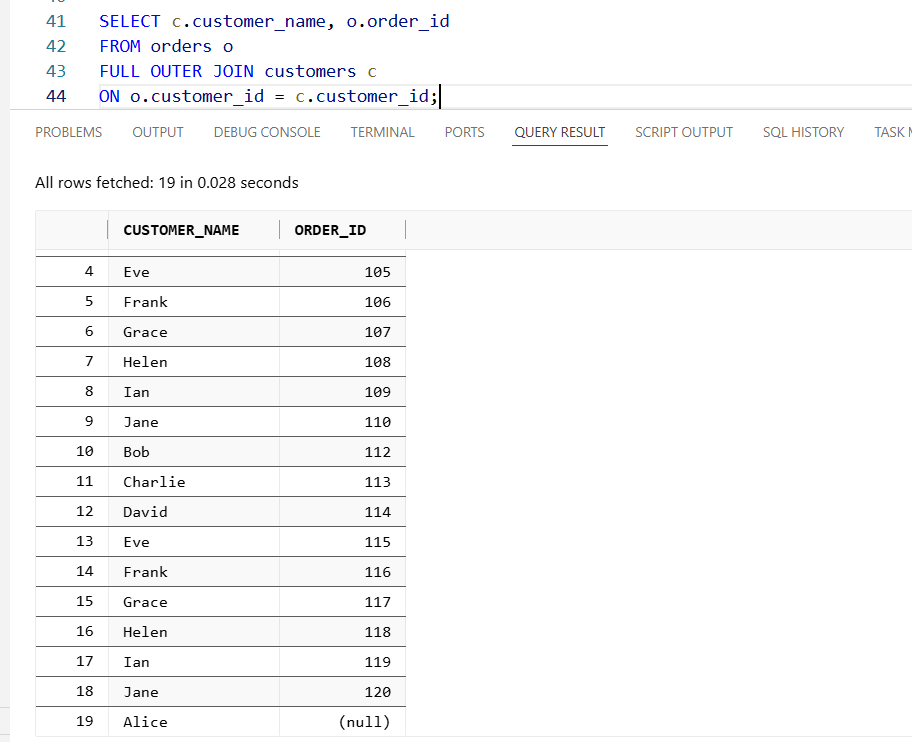 41 SELECT c.customer_name, o.order_id
42 FROM orders o
43 FULL OUTER JOIN customers c
44 ON o.customer_id = c.customer_id;
PROBLEMS OUTPUT DEBUG CONSOLE TERMINAL PORTS QUERY RESULT SCRIPT OUTPUT SQL HISTORY TASK
All rows fetched: 19 in 0.028 seconds
CUSTOMER_NAME ORDER_ID
4 Eve 105
5 Frank 106
6 Grace 107
7 Helen 108
8 Ian 109
9 Jane 110
10 Bob 112
11 Charlie 113
12 David 114
13 Eve 115
14 Frank 116
15 Grace 117
16 Helen 118
17 Ian 119
18 Jane 120
19 Alice (null)